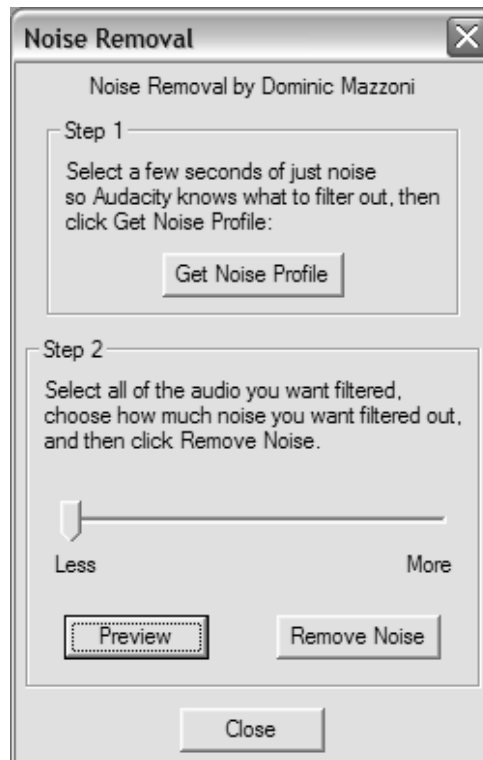 Noise Removal
Noise Removal by Dominic Mazzoni
Step 1
Select a few seconds of just noise
so Audacity knows what to filter out, then
click Get Noise Profile:
Get Noise Profile
Step 2
Select all of the audio you want filtered,
choose how much noise you want filtered out,
and then click Remove Noise.
Less More
Preview Remove Noise
Close